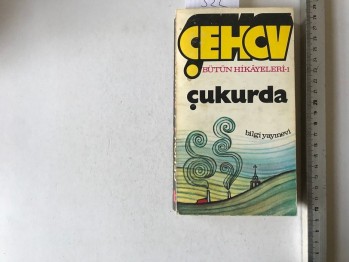 ÇEHOV
BÜTÜN HİKÂYELERİ-1
çukurda
bilgi yayınevi